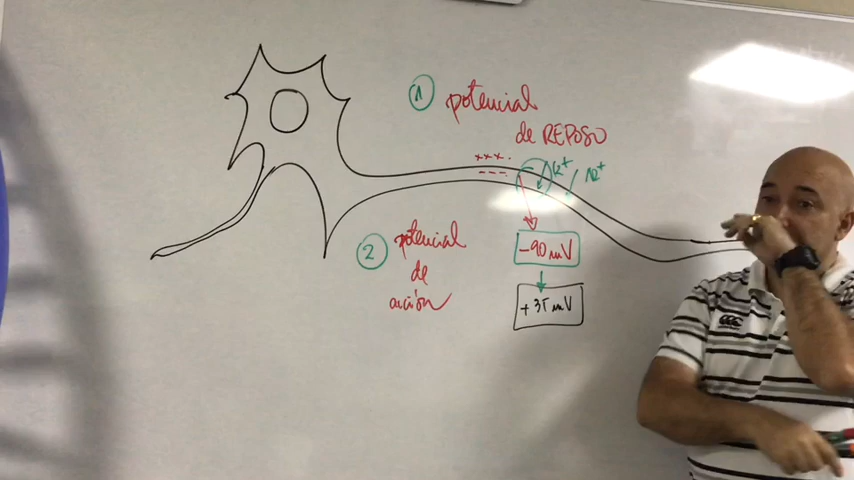 1 potencial
de REPOSO
+++
---
K+
Na+
-90 mV
+35 mV
2 potencial
de
acción